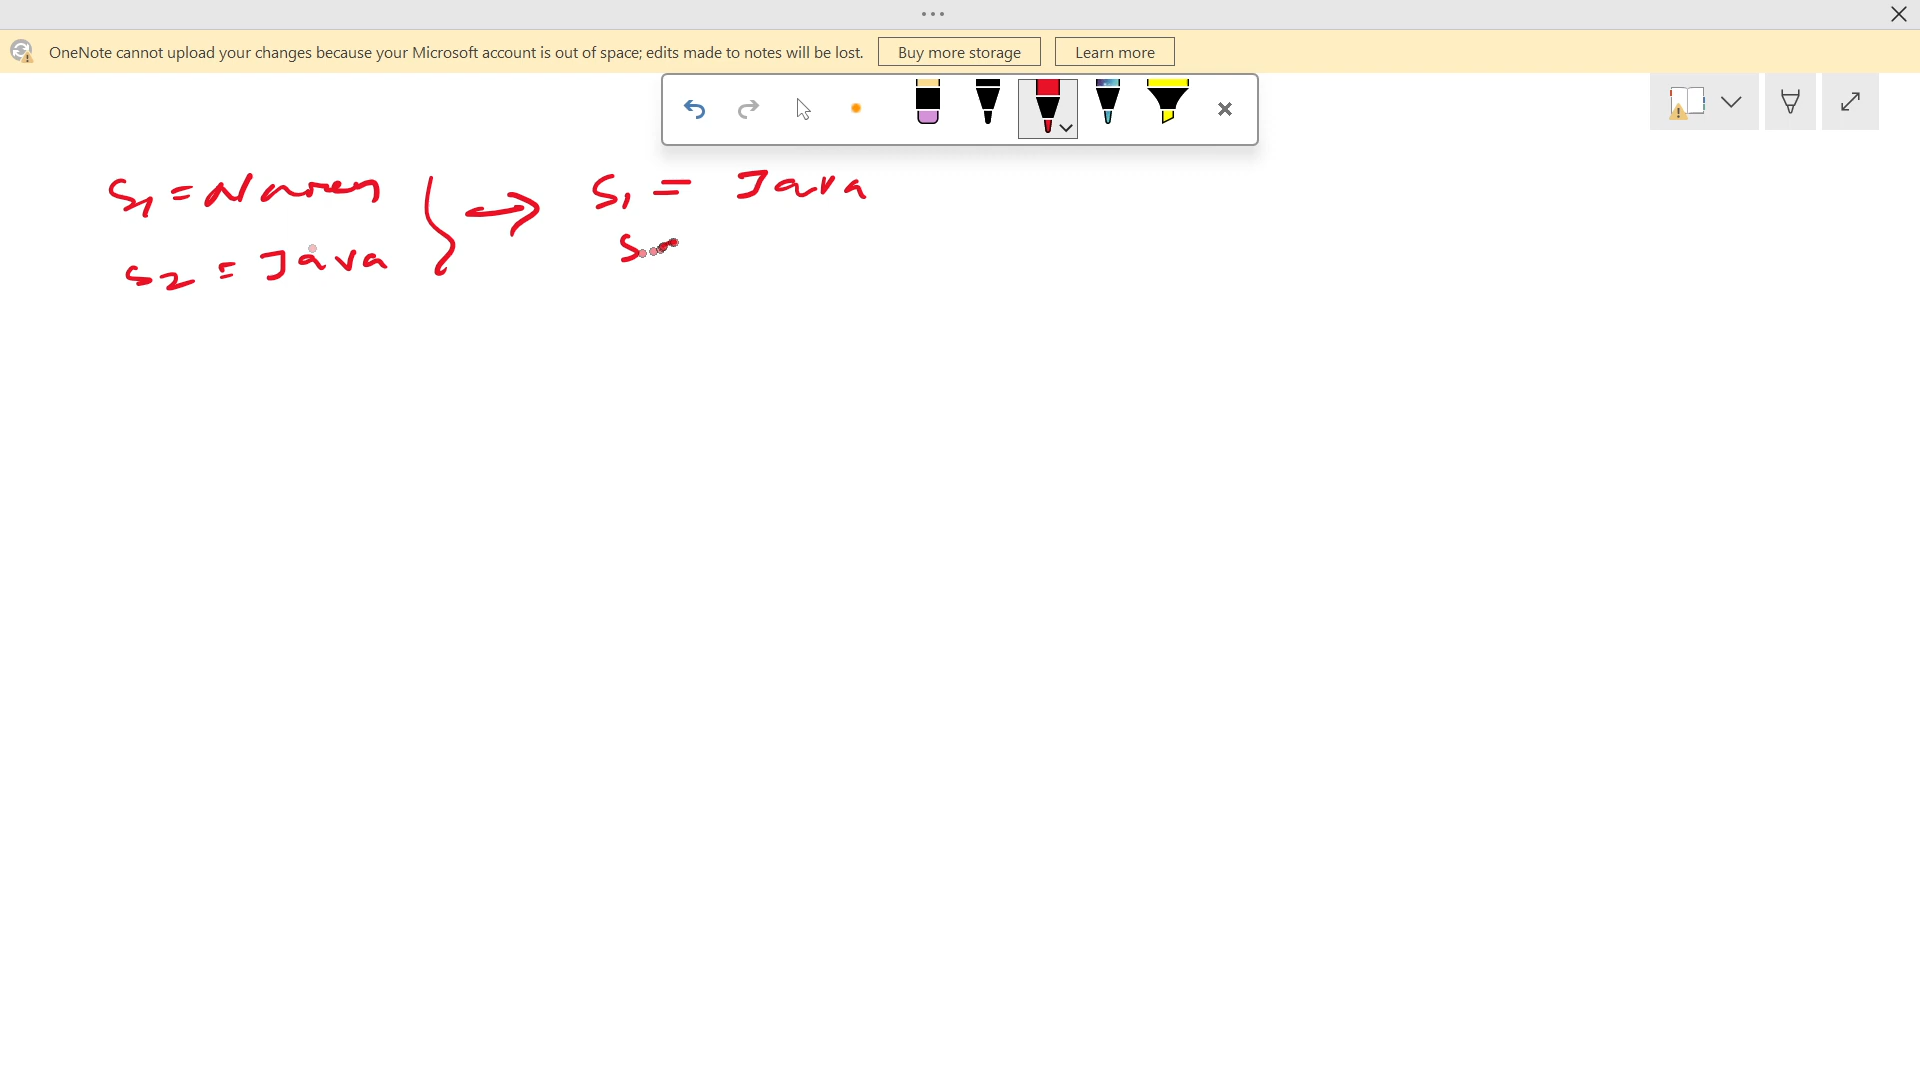 OneNote cannot upload your changes because your Microsoft account is out of space; edits made to notes will be lost.
Buy more storage
Learn more
S1 = Naren
S2 = Java
S1 = Java
S